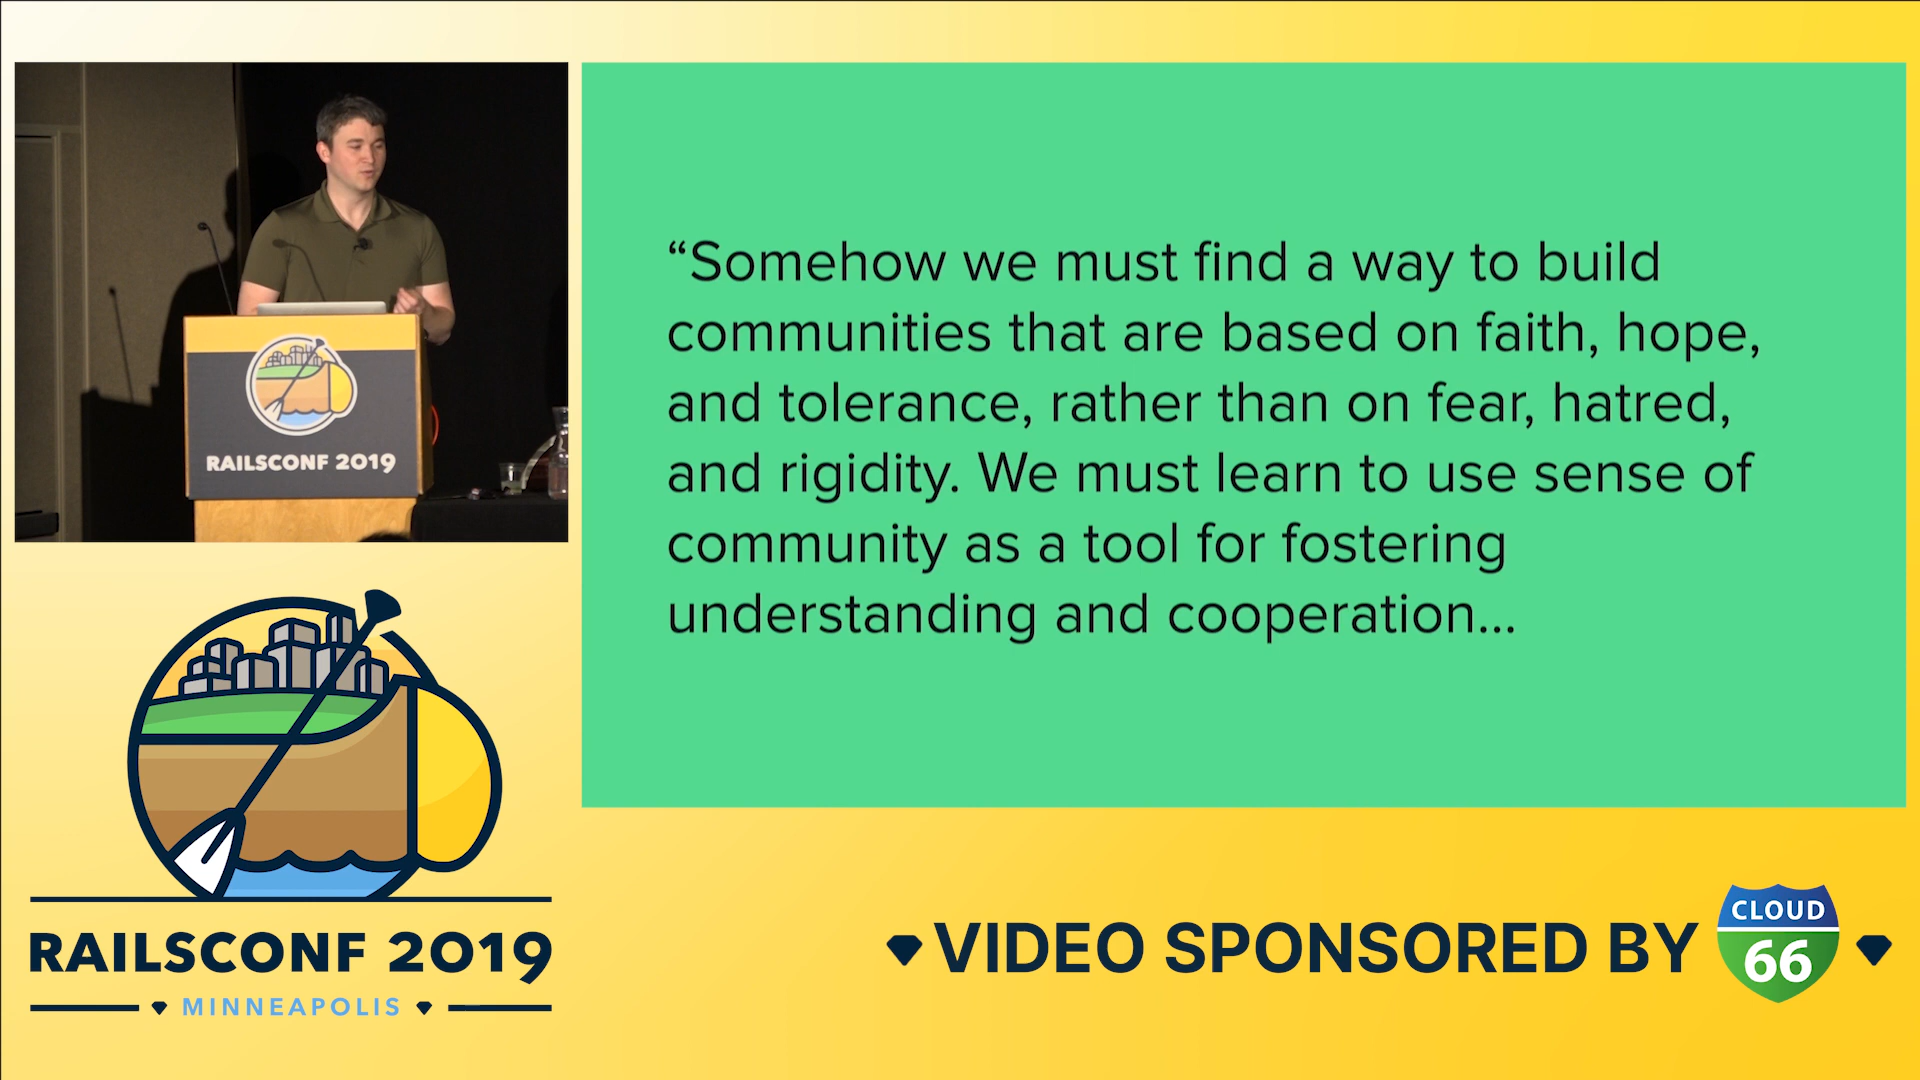 RAILSCONF 2019
“Somehow we must find a way to build
communities that are based on faith, hope,
and tolerance, rather than on fear, hatred,
and rigidity. We must learn to use sense of
community as a tool for fostering
understanding and cooperation...
RAILSCONF 2019
MINNEAPOLIS
VIDEO SPONSORED BY
CLOUD
66